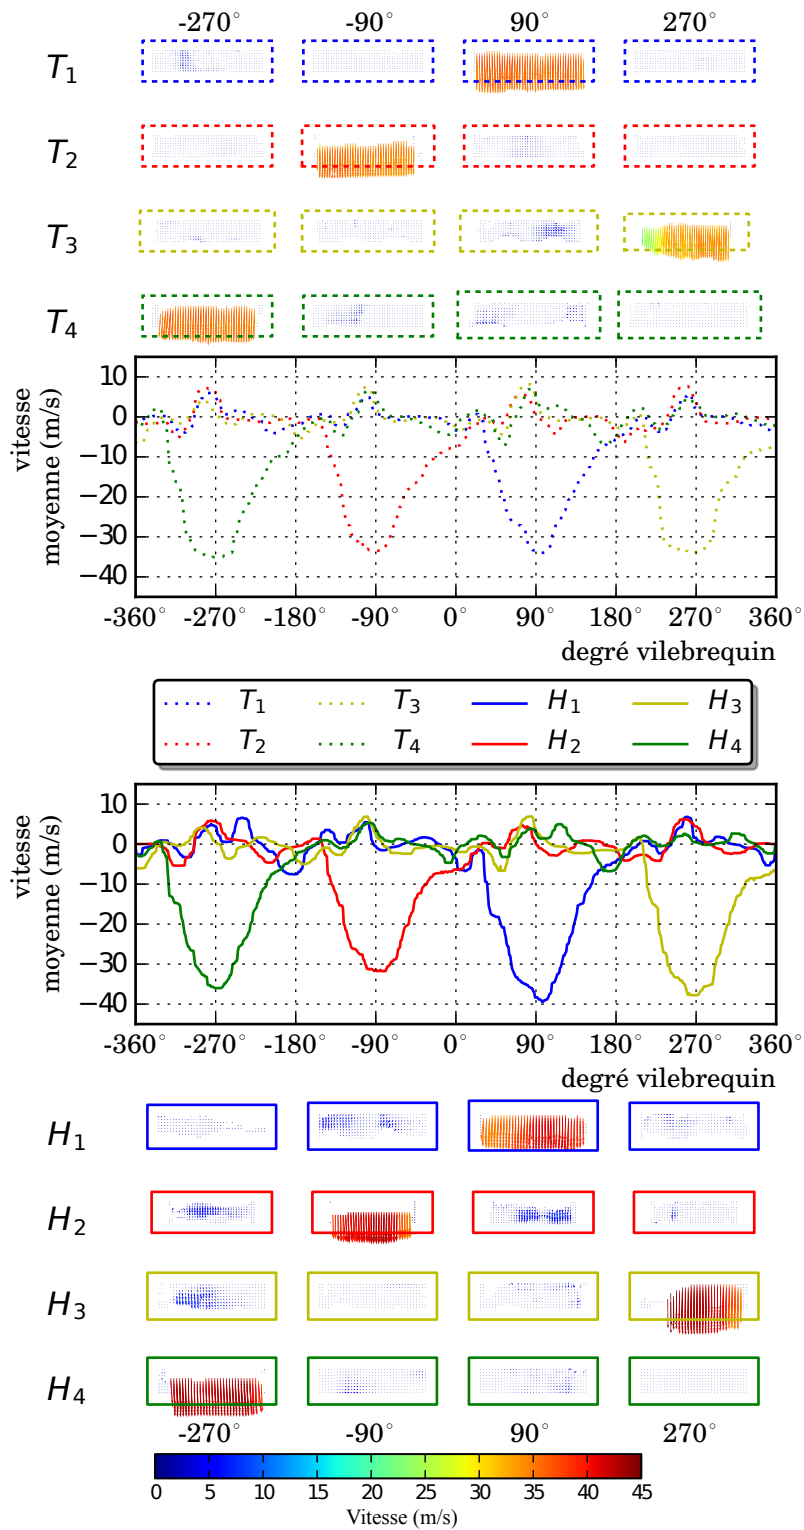 -270° -90° 90° 270°
T1
T2
T3
T4
vitesse
moyenne (m/s)
10
0
−10
−20
−30
−40
-360° -270° -180° -90° 0° 90° 180° 270° 360°
degré vilebrequin
T1 T3 H1 H3
T2 T4 H2 H4
vitesse
moyenne (m/s)
10
0
−10
−20
−30
−40
-360° -270° -180° -90° 0° 90° 180° 270° 360°
degré vilebrequin
H1
H2
H3
H4
-270° -90° 90° 270°
0 5 10 15 20 25 30 35 40 45
Vitesse (m/s)